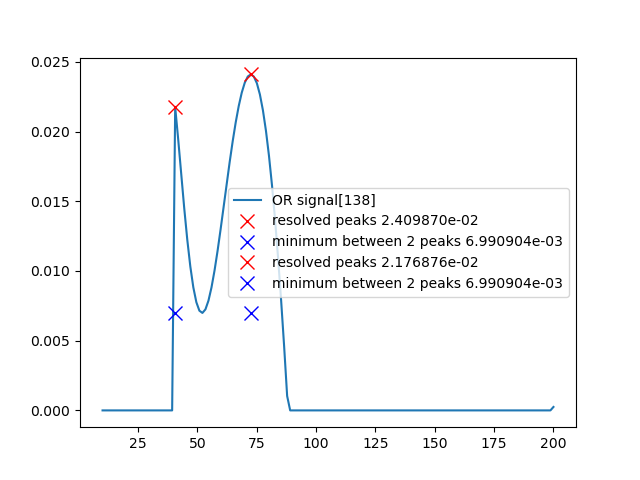 0.025
0.020
0.015
0.010
0.005
0.000
OR signal[138]
resolved peaks 2.409870e-02
minimum between 2 peaks 6.990904e-03
resolved peaks 2.176876e-02
minimum between 2 peaks 6.990904e-03
25 50 75 100 125 150 175 200